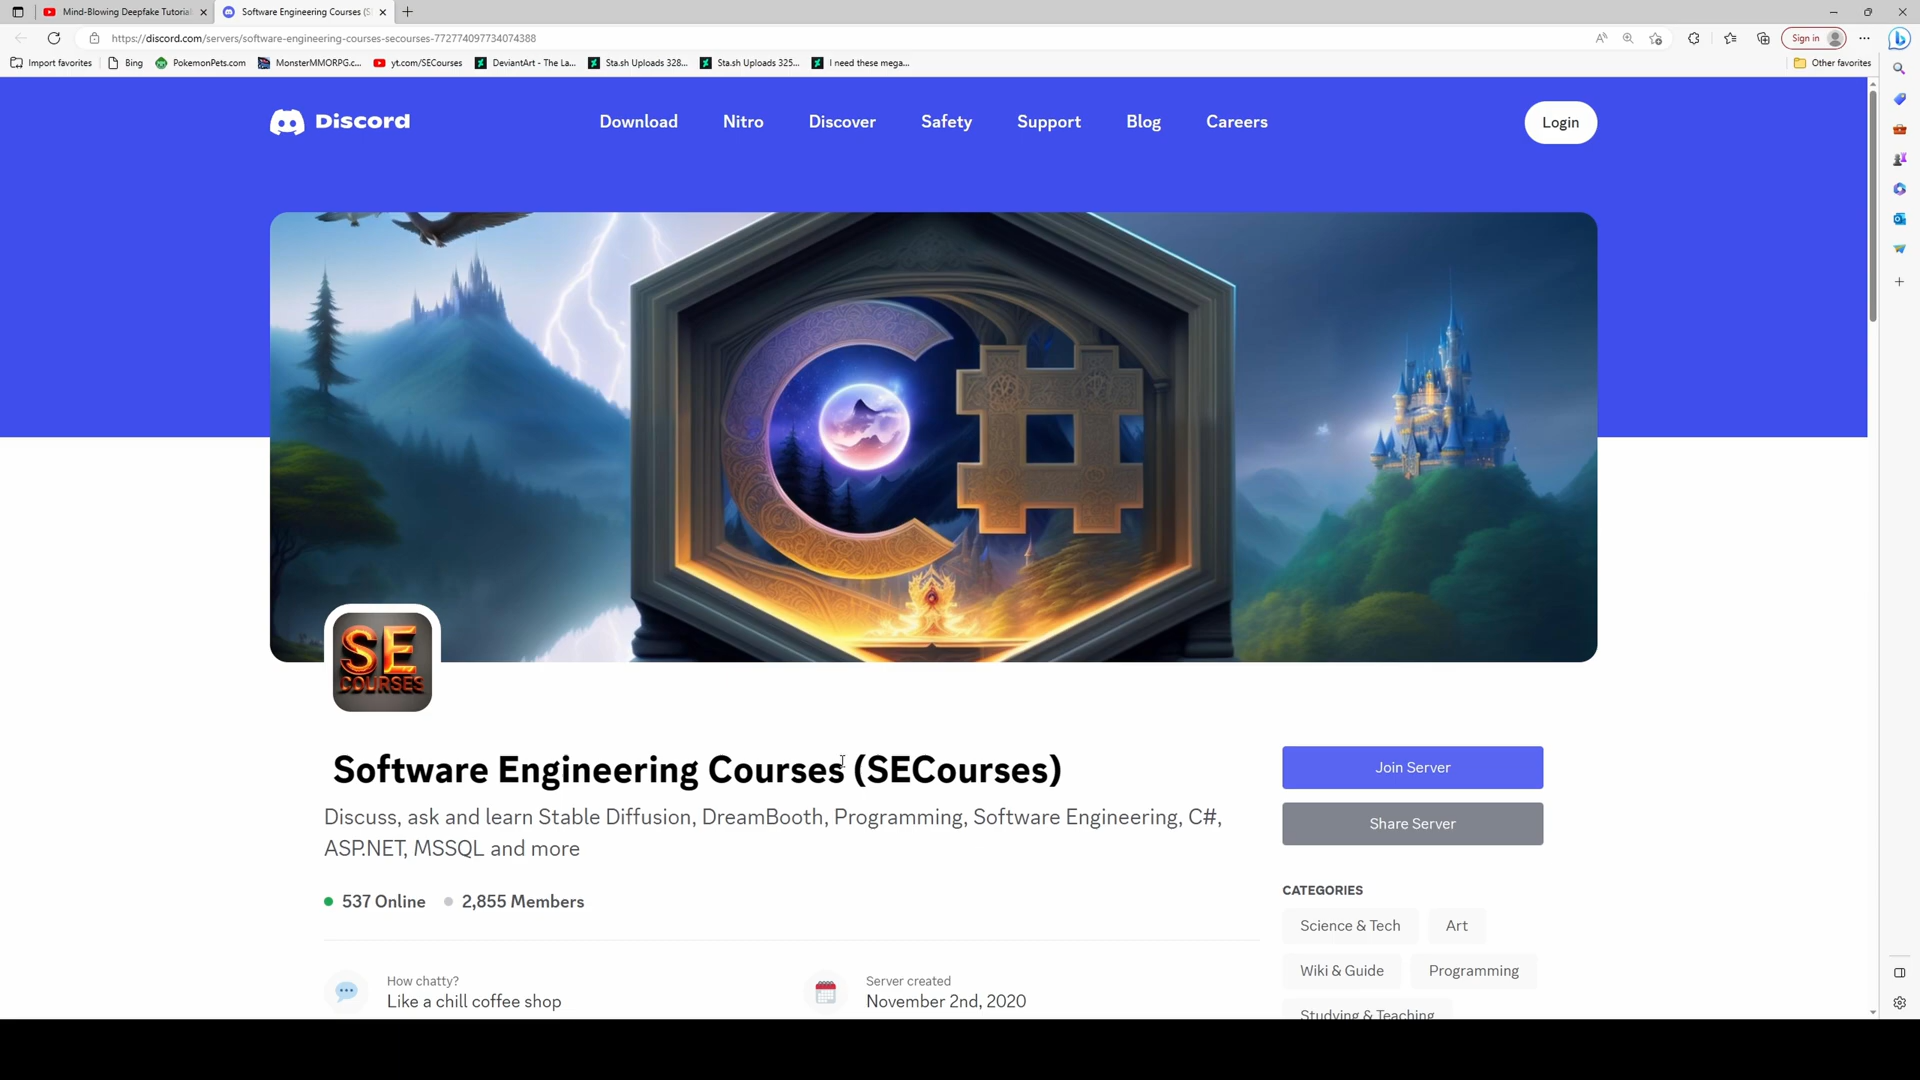 Mind-Blowing Deepfake Tutorial
Software Engineering Courses (S
https://discord.com/servers/software-engineering-courses-secourses-772774097734074388
Sign in
Import favorites
Bing
PokemonPets.com
MonsterMMORPG.c...
yt.com/SECourses
DeviantArt - The La...
Sta.sh Uploads 328...
Sta.sh Uploads 325...
I need these mega...
Other favorites
Discord
Download
Nitro
Discover
Safety
Support
Blog
Careers
Login
C#
SE
COURSES
Software Engineering Courses (SECourses)
Discuss, ask and learn Stable Diffusion, DreamBooth, Programming, Software Engineering, C#,
ASP.NET, MSSQL and more
537 Online
2,855 Members
How chatty?
Like a chill coffee shop
Server created
November 2nd, 2020
Join Server
Share Server
CATEGORIES
Science & Tech
Art
Wiki & Guide
Programming
Studying & Teaching